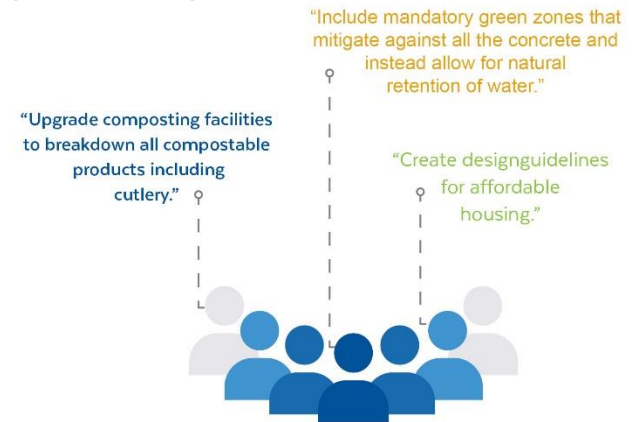 “Include mandatory green zones that
mitigate against all the concrete and
instead allow for natural
retention of water.”
“Upgrade composting facilities
to breakdown all compostable
products including
cutlery.”
“Create designguidelines
for affordable
housing.”